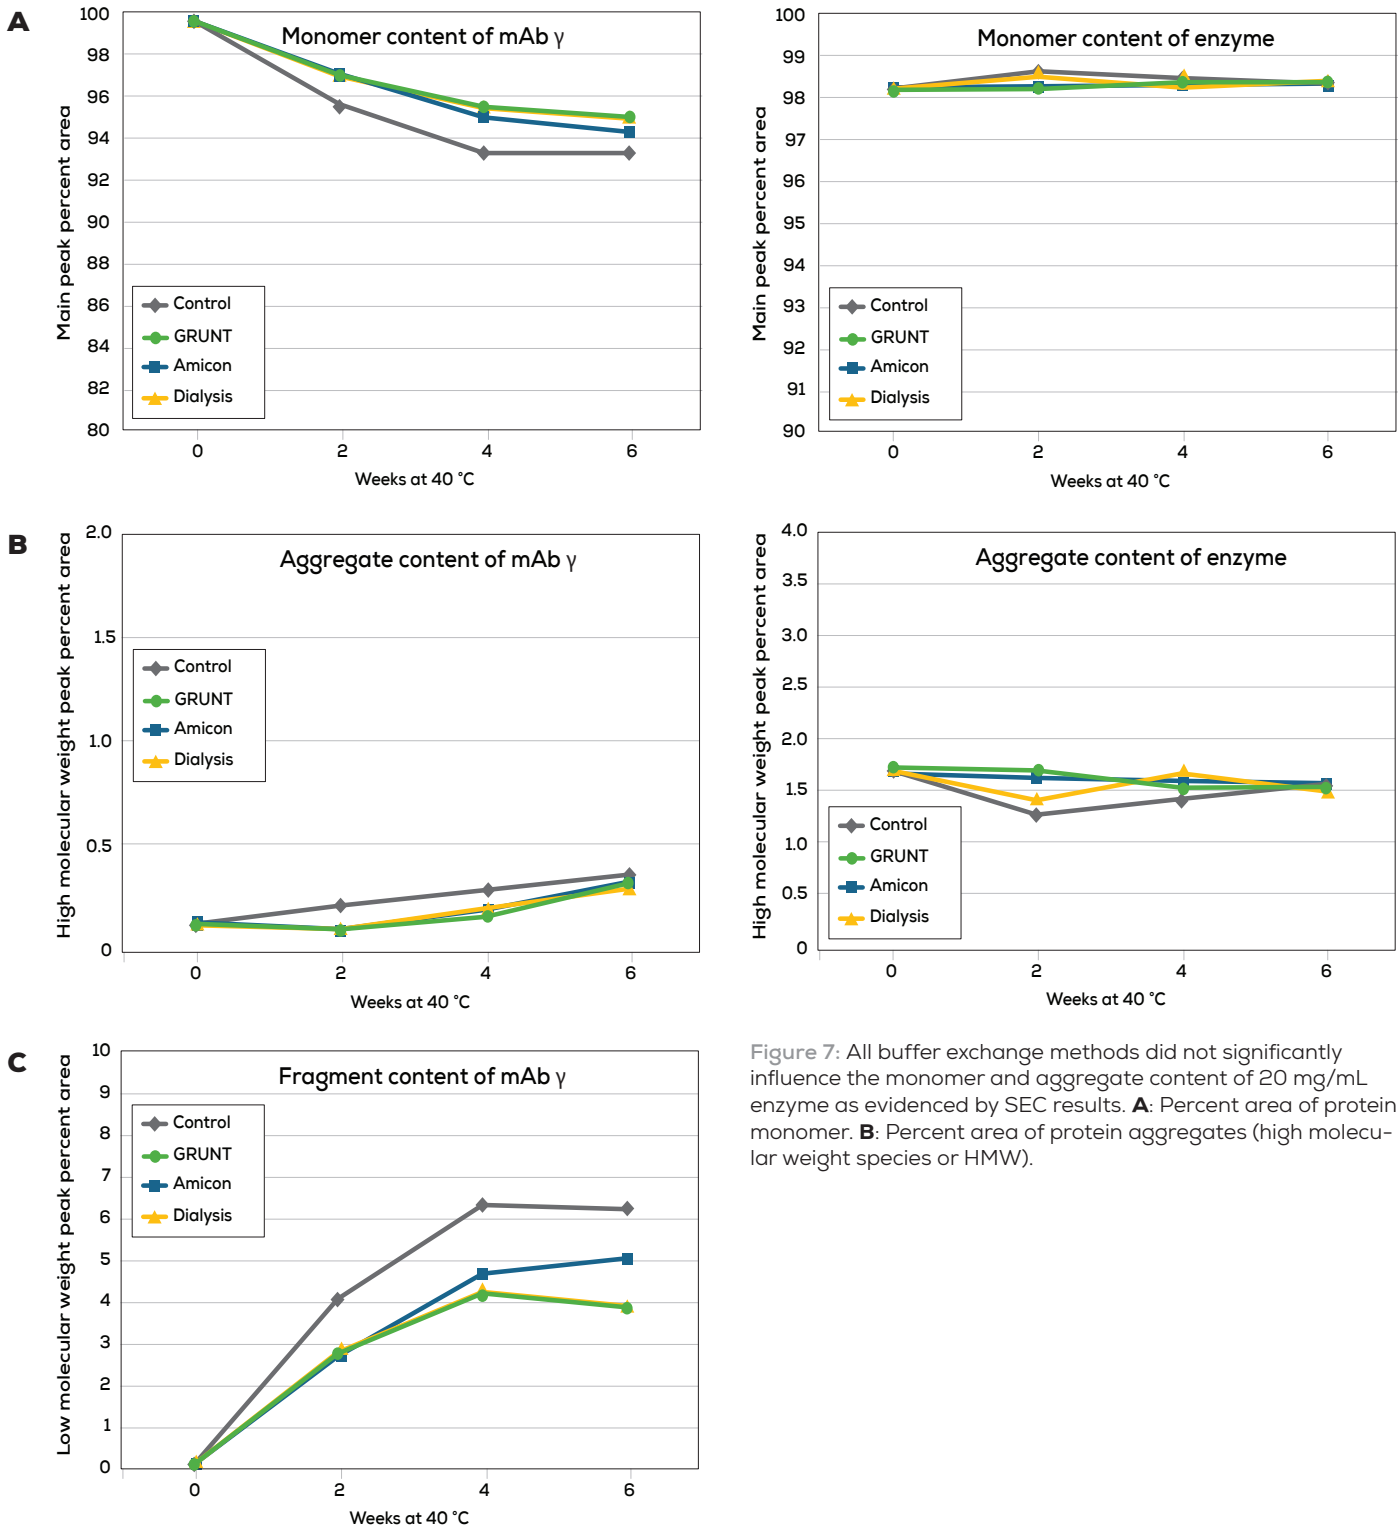 A
Monomer content of mAb γ
Main peak percent area
100
98
96
94
92
90
88
86
84
82
80
Control
GRUNT
Amicon
Dialysis
0 2 4 6
Weeks at 40 °C
Monomer content of enzyme
Main peak percent area
100
99
98
97
96
95
94
93
92
91
90
Control
GRUNT
Amicon
Dialysis
0 2 4 6
Weeks at 40 °C
B
Aggregate content of mAb γ
High molecular weight peak percent area
2.0
1.5
1.0
0.5
0
Control
GRUNT
Amicon
Dialysis
0 2 4 6
Weeks at 40 °C
Aggregate content of enzyme
High molecular weight peak percent area
4.0
3.5
3.0
2.5
2.0
1.5
1.0
0.5
0
Control
GRUNT
Amicon
Dialysis
0 2 4 6
Weeks at 40 °C
C
Fragment content of mAb γ
Low molecular weight peak percent area
10
9
8
7
6
5
4
3
2
1
0
Control
GRUNT
Amicon
Dialysis
0 2 4 6
Weeks at 40 °C
Figure 7: All buffer exchange methods did not significantly
influence the monomer and aggregate content of 20 mg/mL
enzyme as evidenced by SEC results. A: Percent area of protein
monomer. B: Percent area of protein aggregates (high molecu-
lar weight species or HMW).